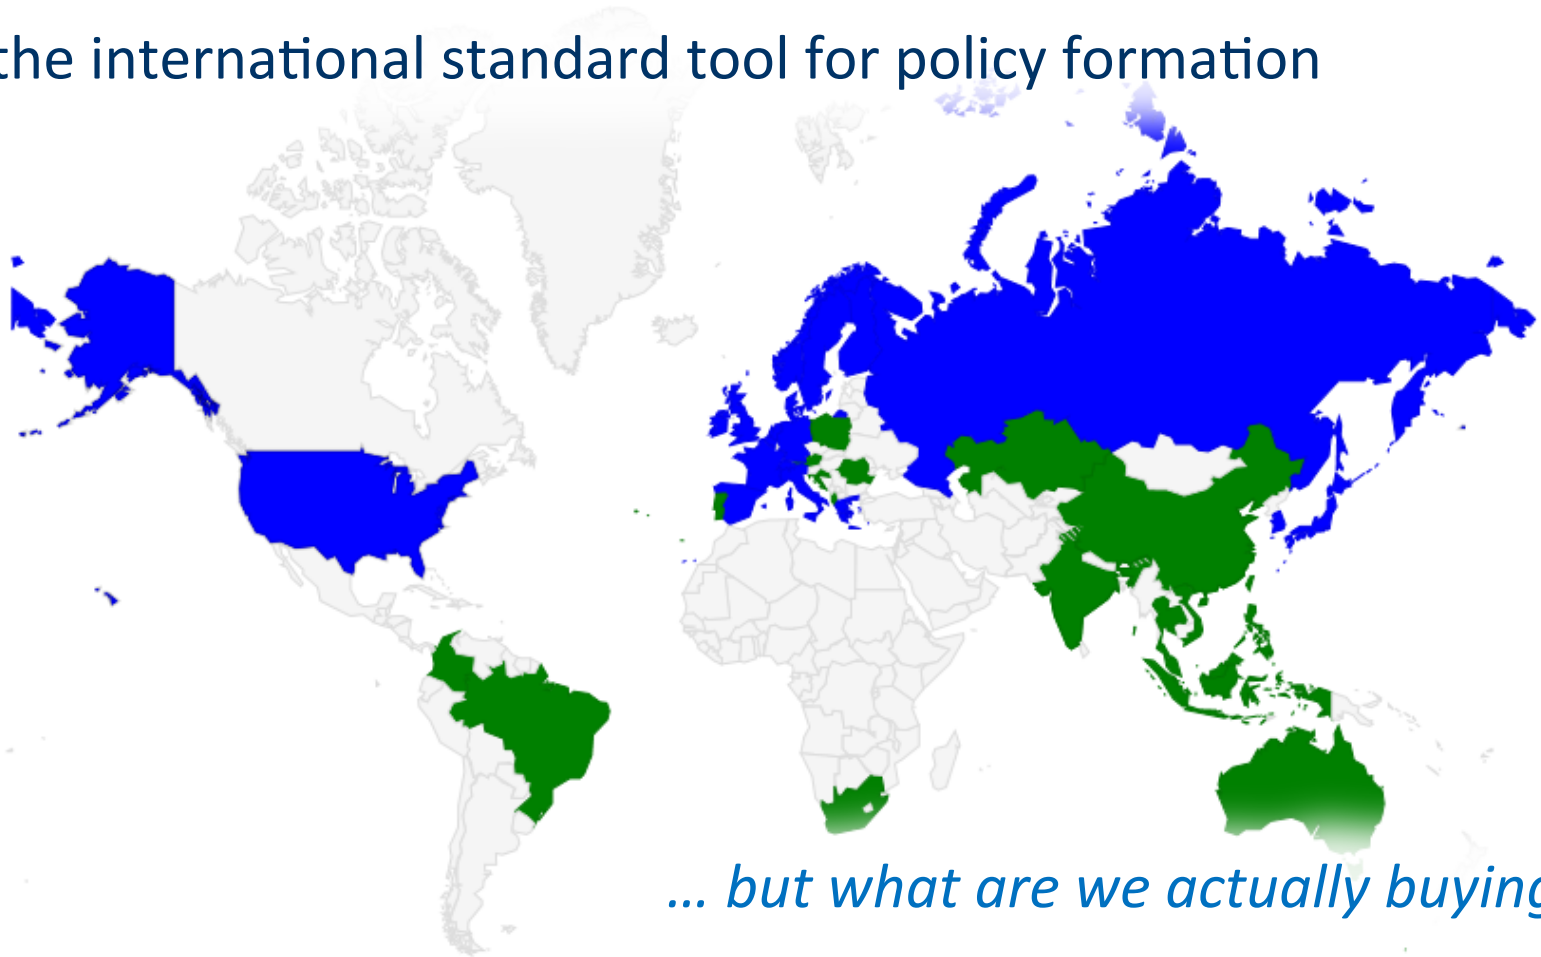 the international standard tool for policy formation
... but what are we actually buying